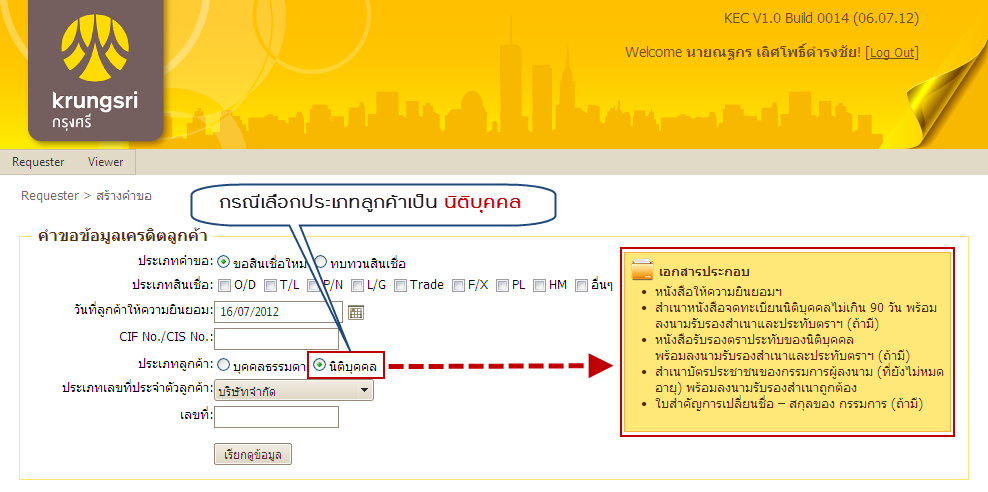 krungsri
กรุงศรี
KEC V1.0 Build 0014 (06.07.12)
Welcome นายณฐกร เลิศโพธิ์ดำรงชัย! [Log Out]
Requester Viewer
Requester > สร้างคำขอ
กรณีเลือกประเภทลูกค้าเป็น นิติบุคคล
คำขอข้อมูลเครดิตลูกค้า
ประเภทคำขอ: ขอสินเชื่อใหม่ ทบทวนสินเชื่อ
ประเภทสินเชื่อ: O/D T/L P/N L/G Trade F/X PL HM อื่นๆ
วันที่ลูกค้าให้ความยินยอม: 16/07/2012
CIF No./CIS No.:
ประเภทลูกค้า: บุคคลธรรมดา นิติบุคคล
ประเภทเลขที่ประจำตัวลูกค้า: บริษัทจำกัด
เลขที่:
เรียกดูข้อมูล
เอกสารประกอบ
หนังสือให้ความยินยอมฯ
สำเนาหนังสือจดทะเบียนนิติบุคคลไม่เกิน 90 วัน พร้อม
ลงนามรับรองสำเนาและประทับตราฯ (ถ้ามี)
หนังสือรับรองตราประทับของนิติบุคคล
พร้อมลงนามรับรองสำเนาและประทับตราฯ (ถ้ามี)
สำเนาบัตรประชาชนของกรรมการผู้ลงนาม (ที่ยังไม่หมด
อายุ) พร้อมลงนามรับรองสำเนาถูกต้อง
ใบสำคัญการเปลี่ยนชื่อ – สกุลของ กรรมการ (ถ้ามี)